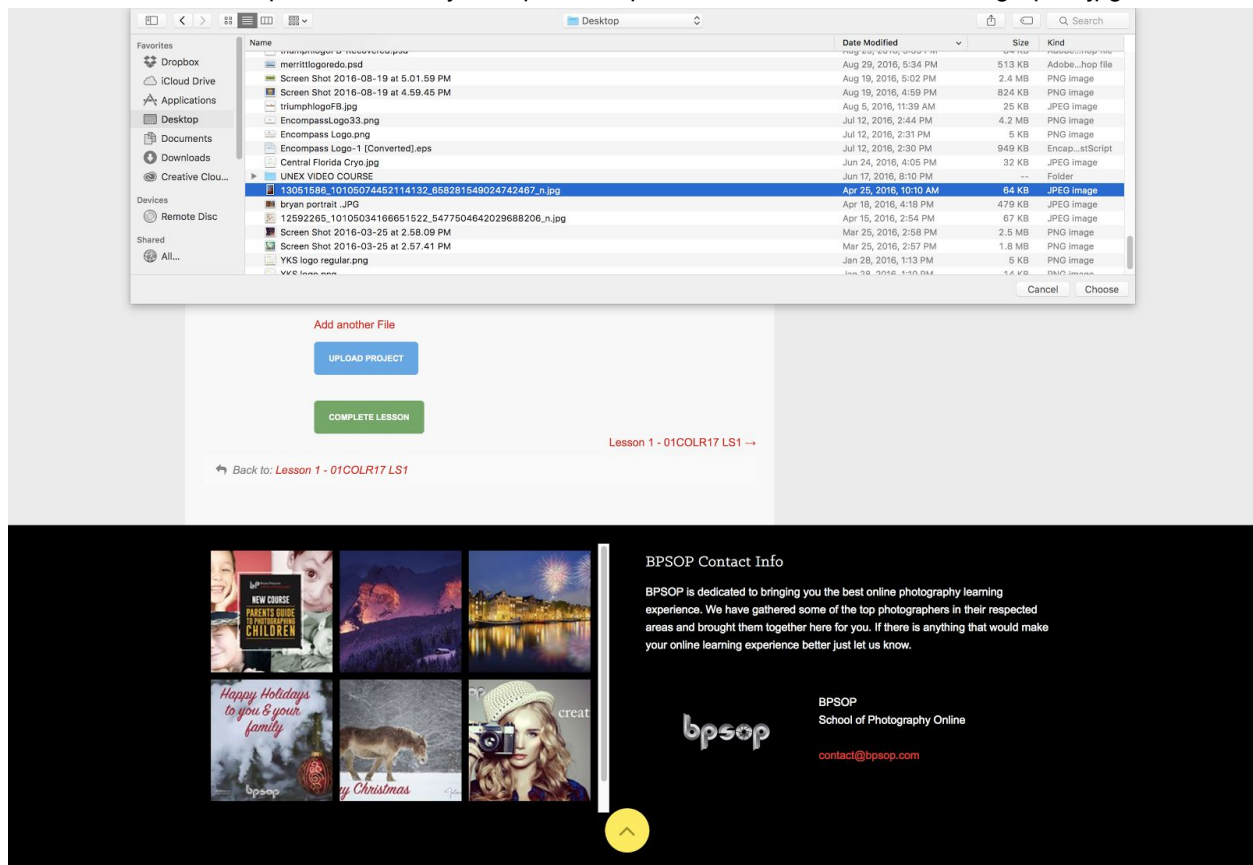 Desktop
Search
Favorites
Dropbox
iCloud Drive
Applications
Desktop
Documents
Downloads
Creative Clou...
Devices
Remote Disc
Shared
All...
Name Date Modified Size Kind
merrittlogoredo.psd Aug 29, 2016, 5:34 PM 513 KB Adobe...hop file
Screen Shot 2016-08-19 at 5.01.59 PM Aug 19, 2016, 5:02 PM 2.4 MB PNG image
Screen Shot 2016-08-19 at 4.59.45 PM Aug 19, 2016, 4:59 PM 824 KB PNG image
triumphlogoFB.jpg Aug 5, 2016, 11:39 AM 25 KB JPEG image
EncompassLogo33.png Jul 12, 2016, 2:44 PM 4.2 MB PNG image
Encompass Logo.png Jul 12, 2016, 2:31 PM 5 KB PNG image
Encompass Logo-1 [Converted].eps Jul 12, 2016, 2:30 PM 949 KB Encap...stScript
Central Florida Cryo.jpg Jun 24, 2016, 4:05 PM 32 KB JPEG image
UNEX VIDEO COURSE Jun 17, 2016, 8:10 PM -- Folder
13051586_10105074452114132_658281549024742467_n.jpg Apr 25, 2016, 10:10 AM 64 KB JPEG image
bryan portrait .JPG Apr 18, 2016, 4:18 PM 479 KB JPEG image
12592265_10105034166651522_5477504642029688206_n.jpg Apr 15, 2016, 2:54 PM 67 KB JPEG image
Screen Shot 2016-03-25 at 2.58.09 PM Mar 25, 2016, 2:58 PM 2.5 MB PNG image
Screen Shot 2016-03-25 at 2.57.41 PM Mar 25, 2016, 2:57 PM 1.8 MB PNG image
YKS logo regular.png Jan 28, 2016, 1:13 PM 5 KB PNG image
YKS logo.png Jan 28, 2016, 1:10 PM 14 KB PNG image
Cancel Choose
Add another File
UPLOAD PROJECT
COMPLETE LESSON
Lesson 1 - 01COLR17 LS1 →
Back to: Lesson 1 - 01COLR17 LS1
bp
NEW COURSE
PARENTS GUIDE
TO PHOTOGRAPHING
CHILDREN
Happy Holidays
to you & your
family
bpsop
y Christmas
creat
BPSOP Contact Info
BPSOP is dedicated to bringing you the best online photography learning
experience. We have gathered some of the top photographers in their respected
areas and brought them together here for you. If there is anything that would make
your online learning experience better just let us know.
bpsop
BPSOP
School of Photography Online
contact@bpsop.com